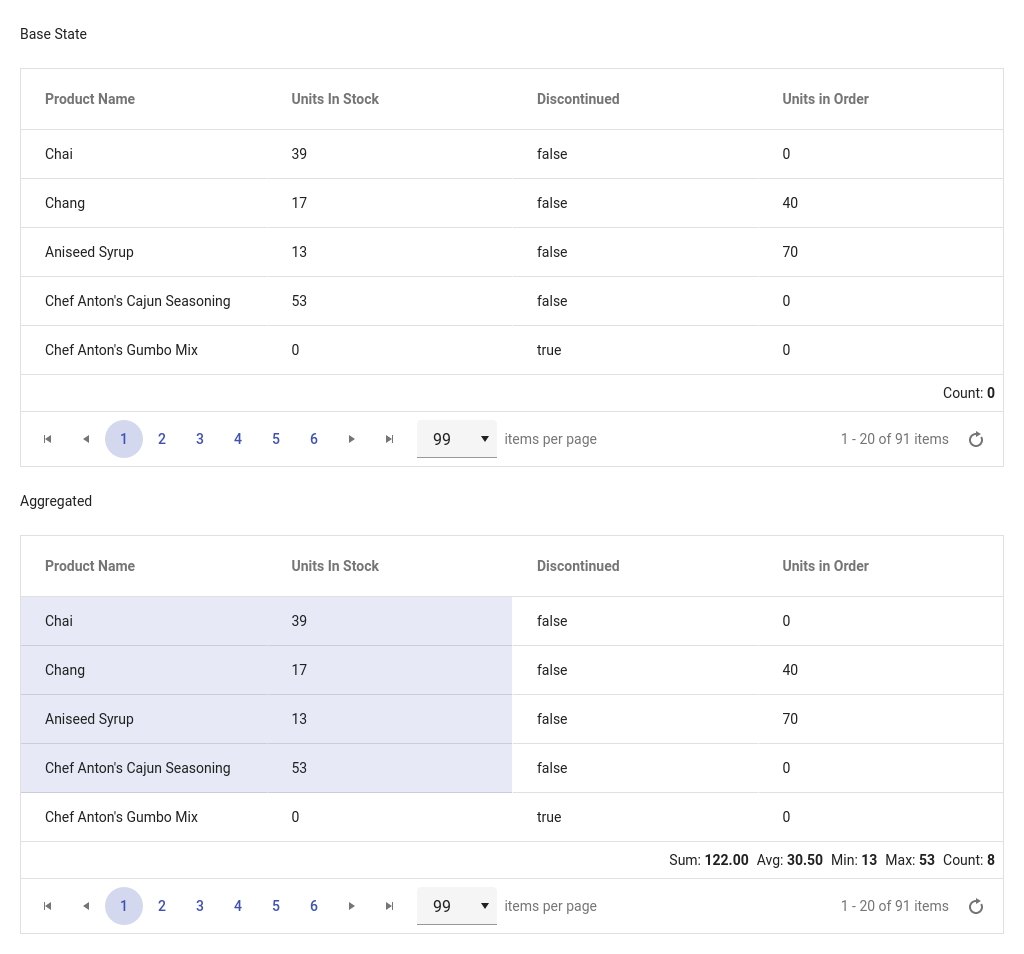 Base State
Product Name Units In Stock Discontinued Units in Order
Chai 39 false 0
Chang 17 false 40
Aniseed Syrup 13 false 70
Chef Anton's Cajun Seasoning 53 false 0
Chef Anton's Gumbo Mix 0 true 0
Count: 0
1 2 3 4 5 6 99 items per page 1 - 20 of 91 items
Aggregated
Product Name Units In Stock Discontinued Units in Order
Chai 39 false 0
Chang 17 false 40
Aniseed Syrup 13 false 70
Chef Anton's Cajun Seasoning 53 false 0
Chef Anton's Gumbo Mix 0 true 0
Sum: 122.00 Avg: 30.50 Min: 13 Max: 53 Count: 8
1 2 3 4 5 6 99 items per page 1 - 20 of 91 items